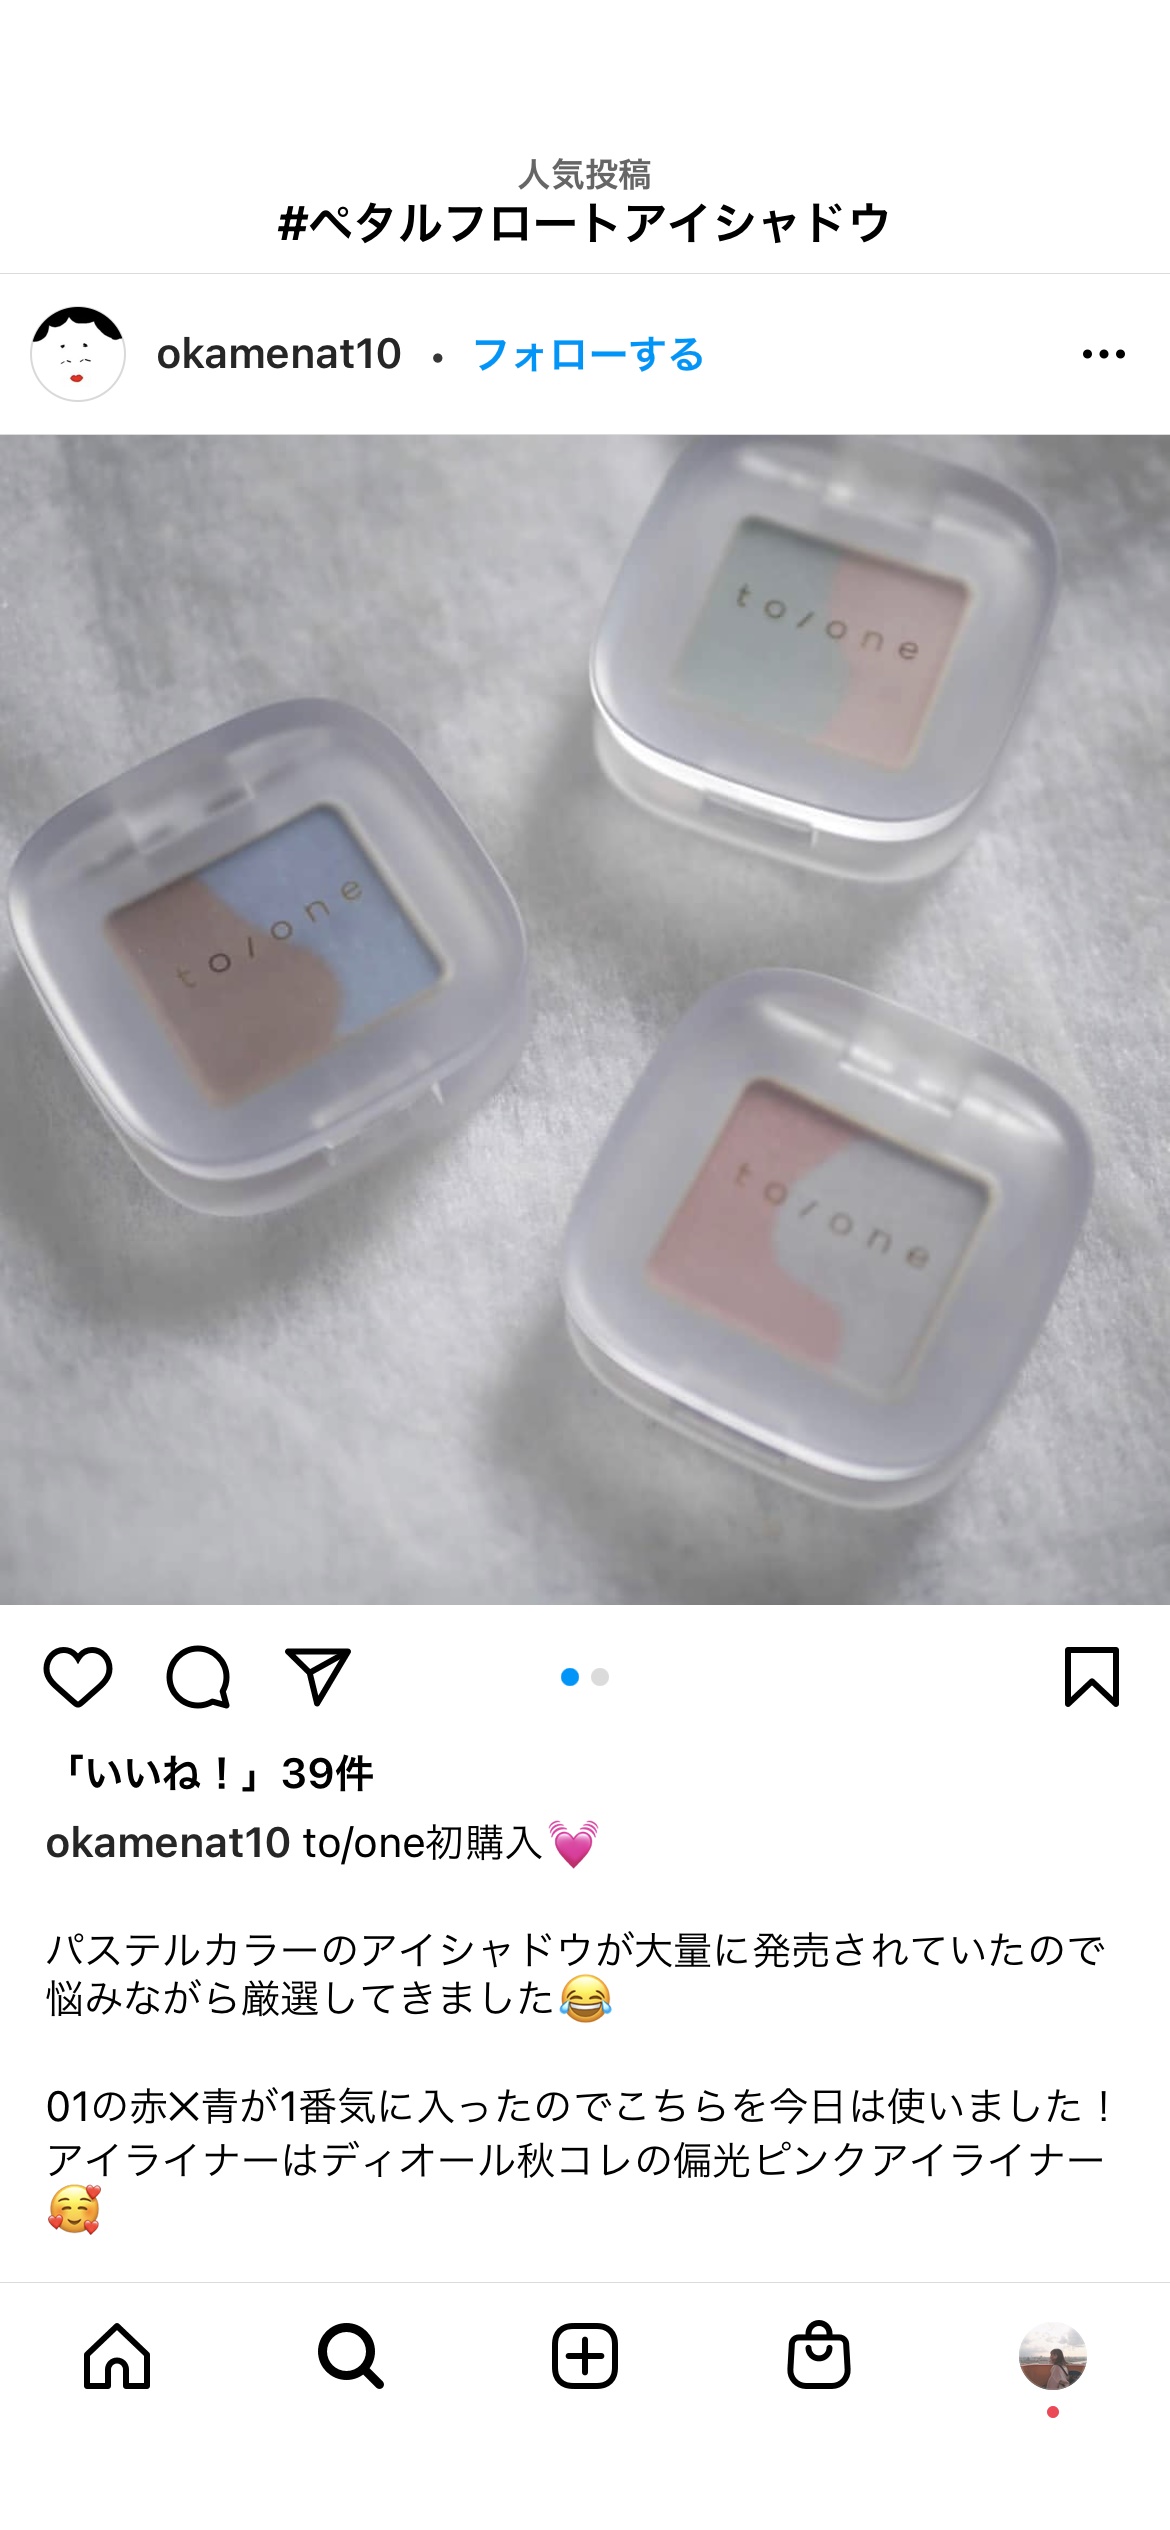 人気投稿
#ペタルフロートアイシャドウ
okamenat10 • フォローする
to/one
to/one
to/one
「いいね！」39件
okamenat10 to/one初購入💓
パステルカラーのアイシャドウが大量に発売されていたので
悩みながら厳選してきました😂
01の赤×青が1番気に入ったのでこちらを今日は使いました！
アイライナーはディオール秋コレの偏光ピンクアイライナー
🥰